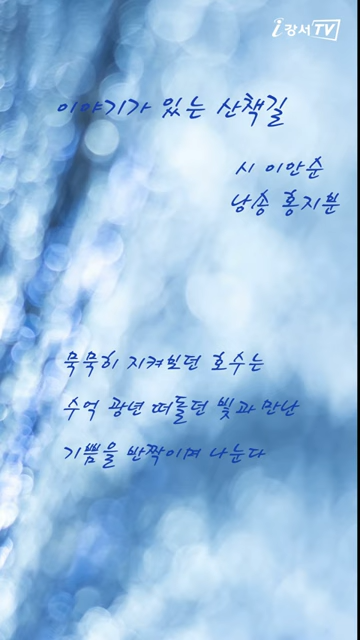 i강서TV
이야기가 있는 산책길
시 이안순
낭송 홍지분
묵묵히 지켜보던 호수는
수억 광년 떠돌던 빛과 만난
기쁨을 반짝이며 나눈다